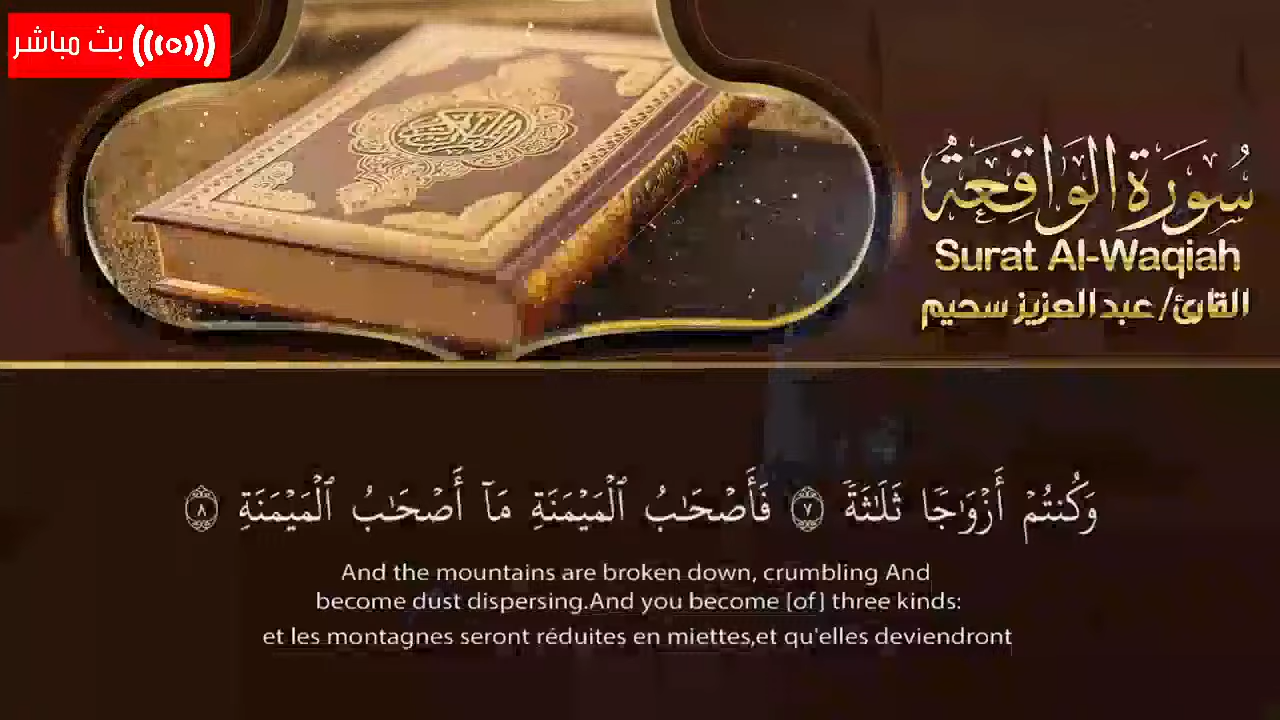 بث مباشر
سُورَةُ الْوَاقِعَةِ
Surat Al-Waqiah
القارئ/ عبدالعزيز سحيم
وَكُنتُمْ أَزْوَٰجًا ثَلَٰثَةً ٧ فَأَصْحَٰبُ ٱلْمَيْمَنَةِ مَآ أَصْحَٰبُ ٱلْمَيْمَنَةِ ٨
And the mountains are broken down, crumbling And
become dust dispersing.And you become [of] three kinds:
et les montagnes seront réduites en miettes,et qu'elles deviendront